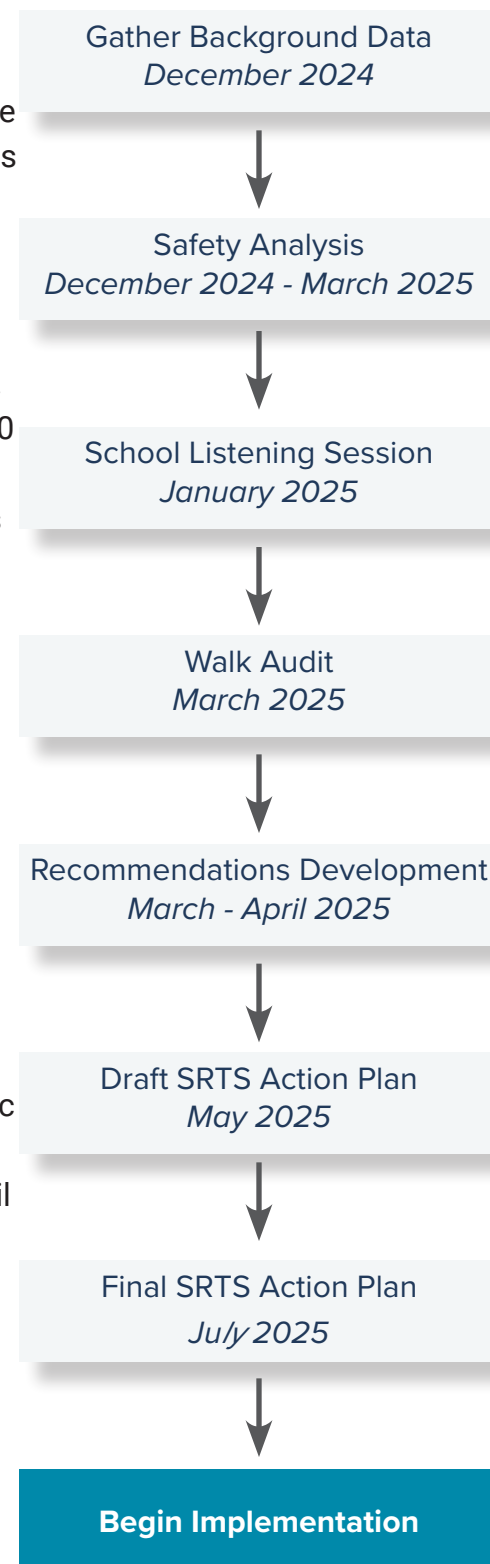 Gather Background Data
December 2024
e
s
Safety Analysis
December 2024 - March 2025
0
School Listening Session
January 2025
Walk Audit
March 2025
Recommendations Development
March - April 2025
Draft SRTS Action Plan
c
May 2025
il
Final SRTS Action Plan
July 2025
Begin Implementation